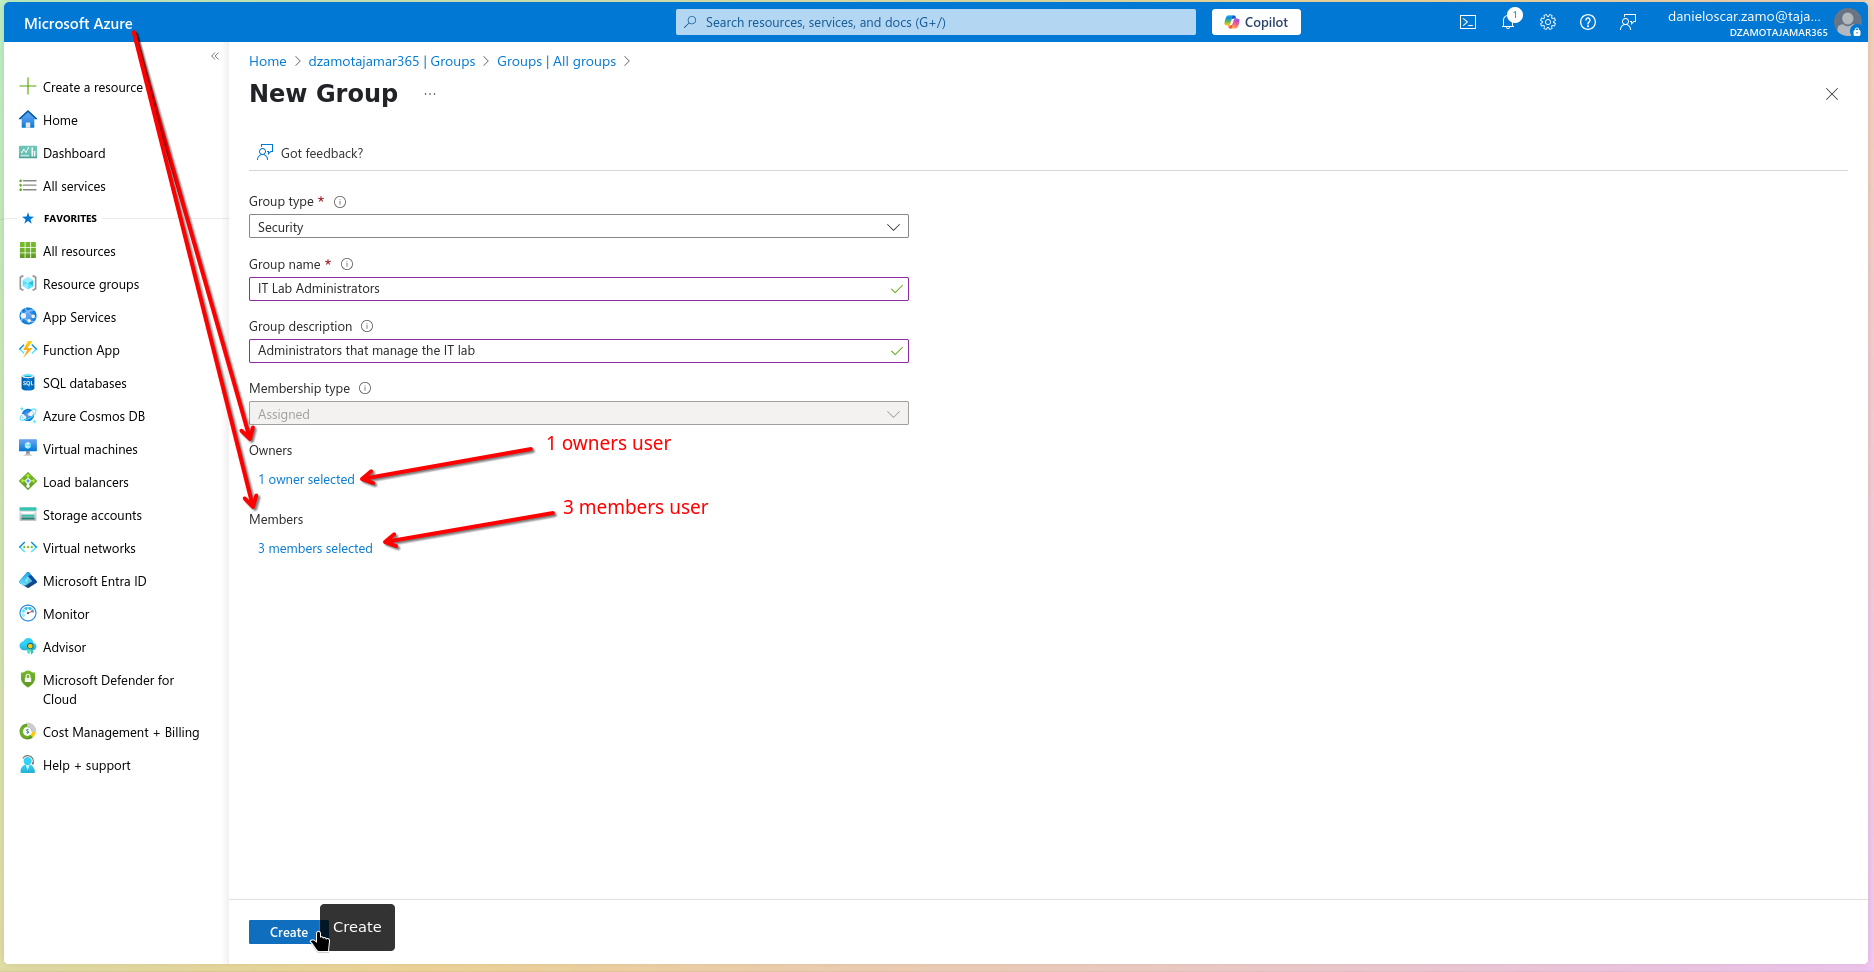 Microsoft Azure
Search resources, services, and docs (G+/)
Copilot
1
danieloscar.zamo@taja...
DZAMOTAJAMAR365
«
Create a resource
Home
Dashboard
All services
FAVORITES
All resources
Resource groups
App Services
Function App
SQL databases
Azure Cosmos DB
Virtual machines
Load balancers
Storage accounts
Virtual networks
Microsoft Entra ID
Monitor
Advisor
Microsoft Defender for
Cloud
Cost Management + Billing
Help + support
Home > dzamotajamar365 | Groups > Groups | All groups >
New Group ...
Got feedback?
Group type *
Security
Group name *
IT Lab Administrators
Group description
Administrators that manage the IT lab
Membership type
Assigned
Owners
1 owners user
1 owner selected
3 members user
Members
3 members selected
Create
Create